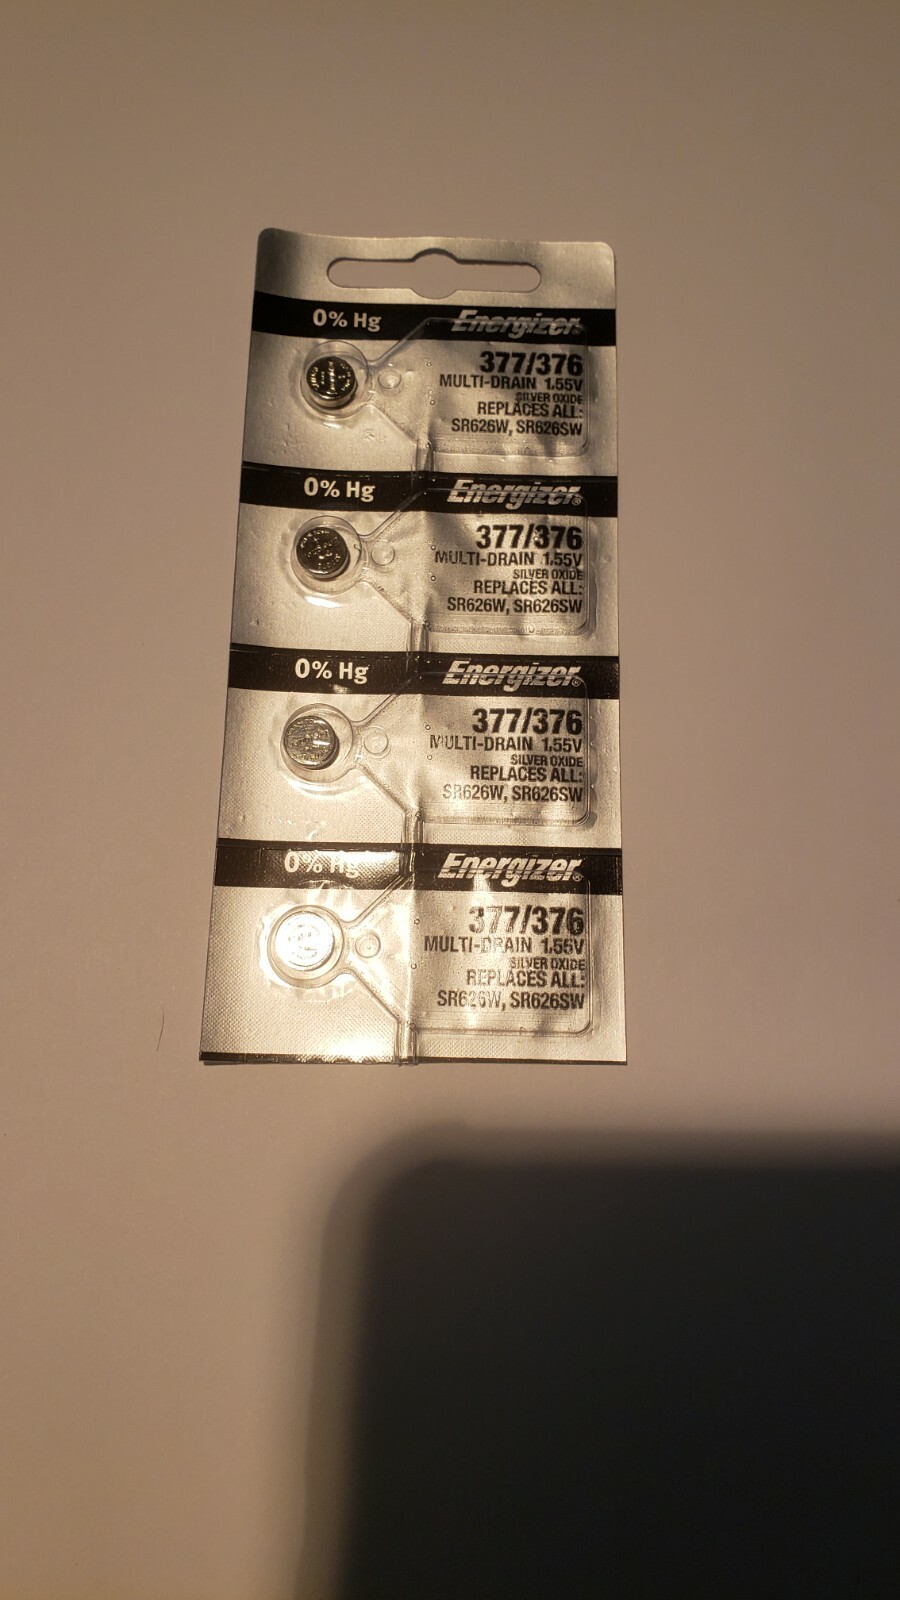 0% Hg Energizer
377/376
MULTI-DRAIN 1.55V
SILVER OXIDE
REPLACES ALL:
SR626W, SR626SW
0% Hg Energizer®
377/376
MULTI-DRAIN 1.55V
SILVER OXIDE
REPLACES ALL:
SR626W, SR626SW
0% Hg Energizer®
377/376
MULTI-DRAIN 1.55V
SILVER OXIDE
REPLACES ALL:
SR626W, SR626SW
0% Hg Energizer®
377/376
MULTI-DRAIN 1.55V
SILVER OXIDE
REPLACES ALL:
SR626W, SR626SW